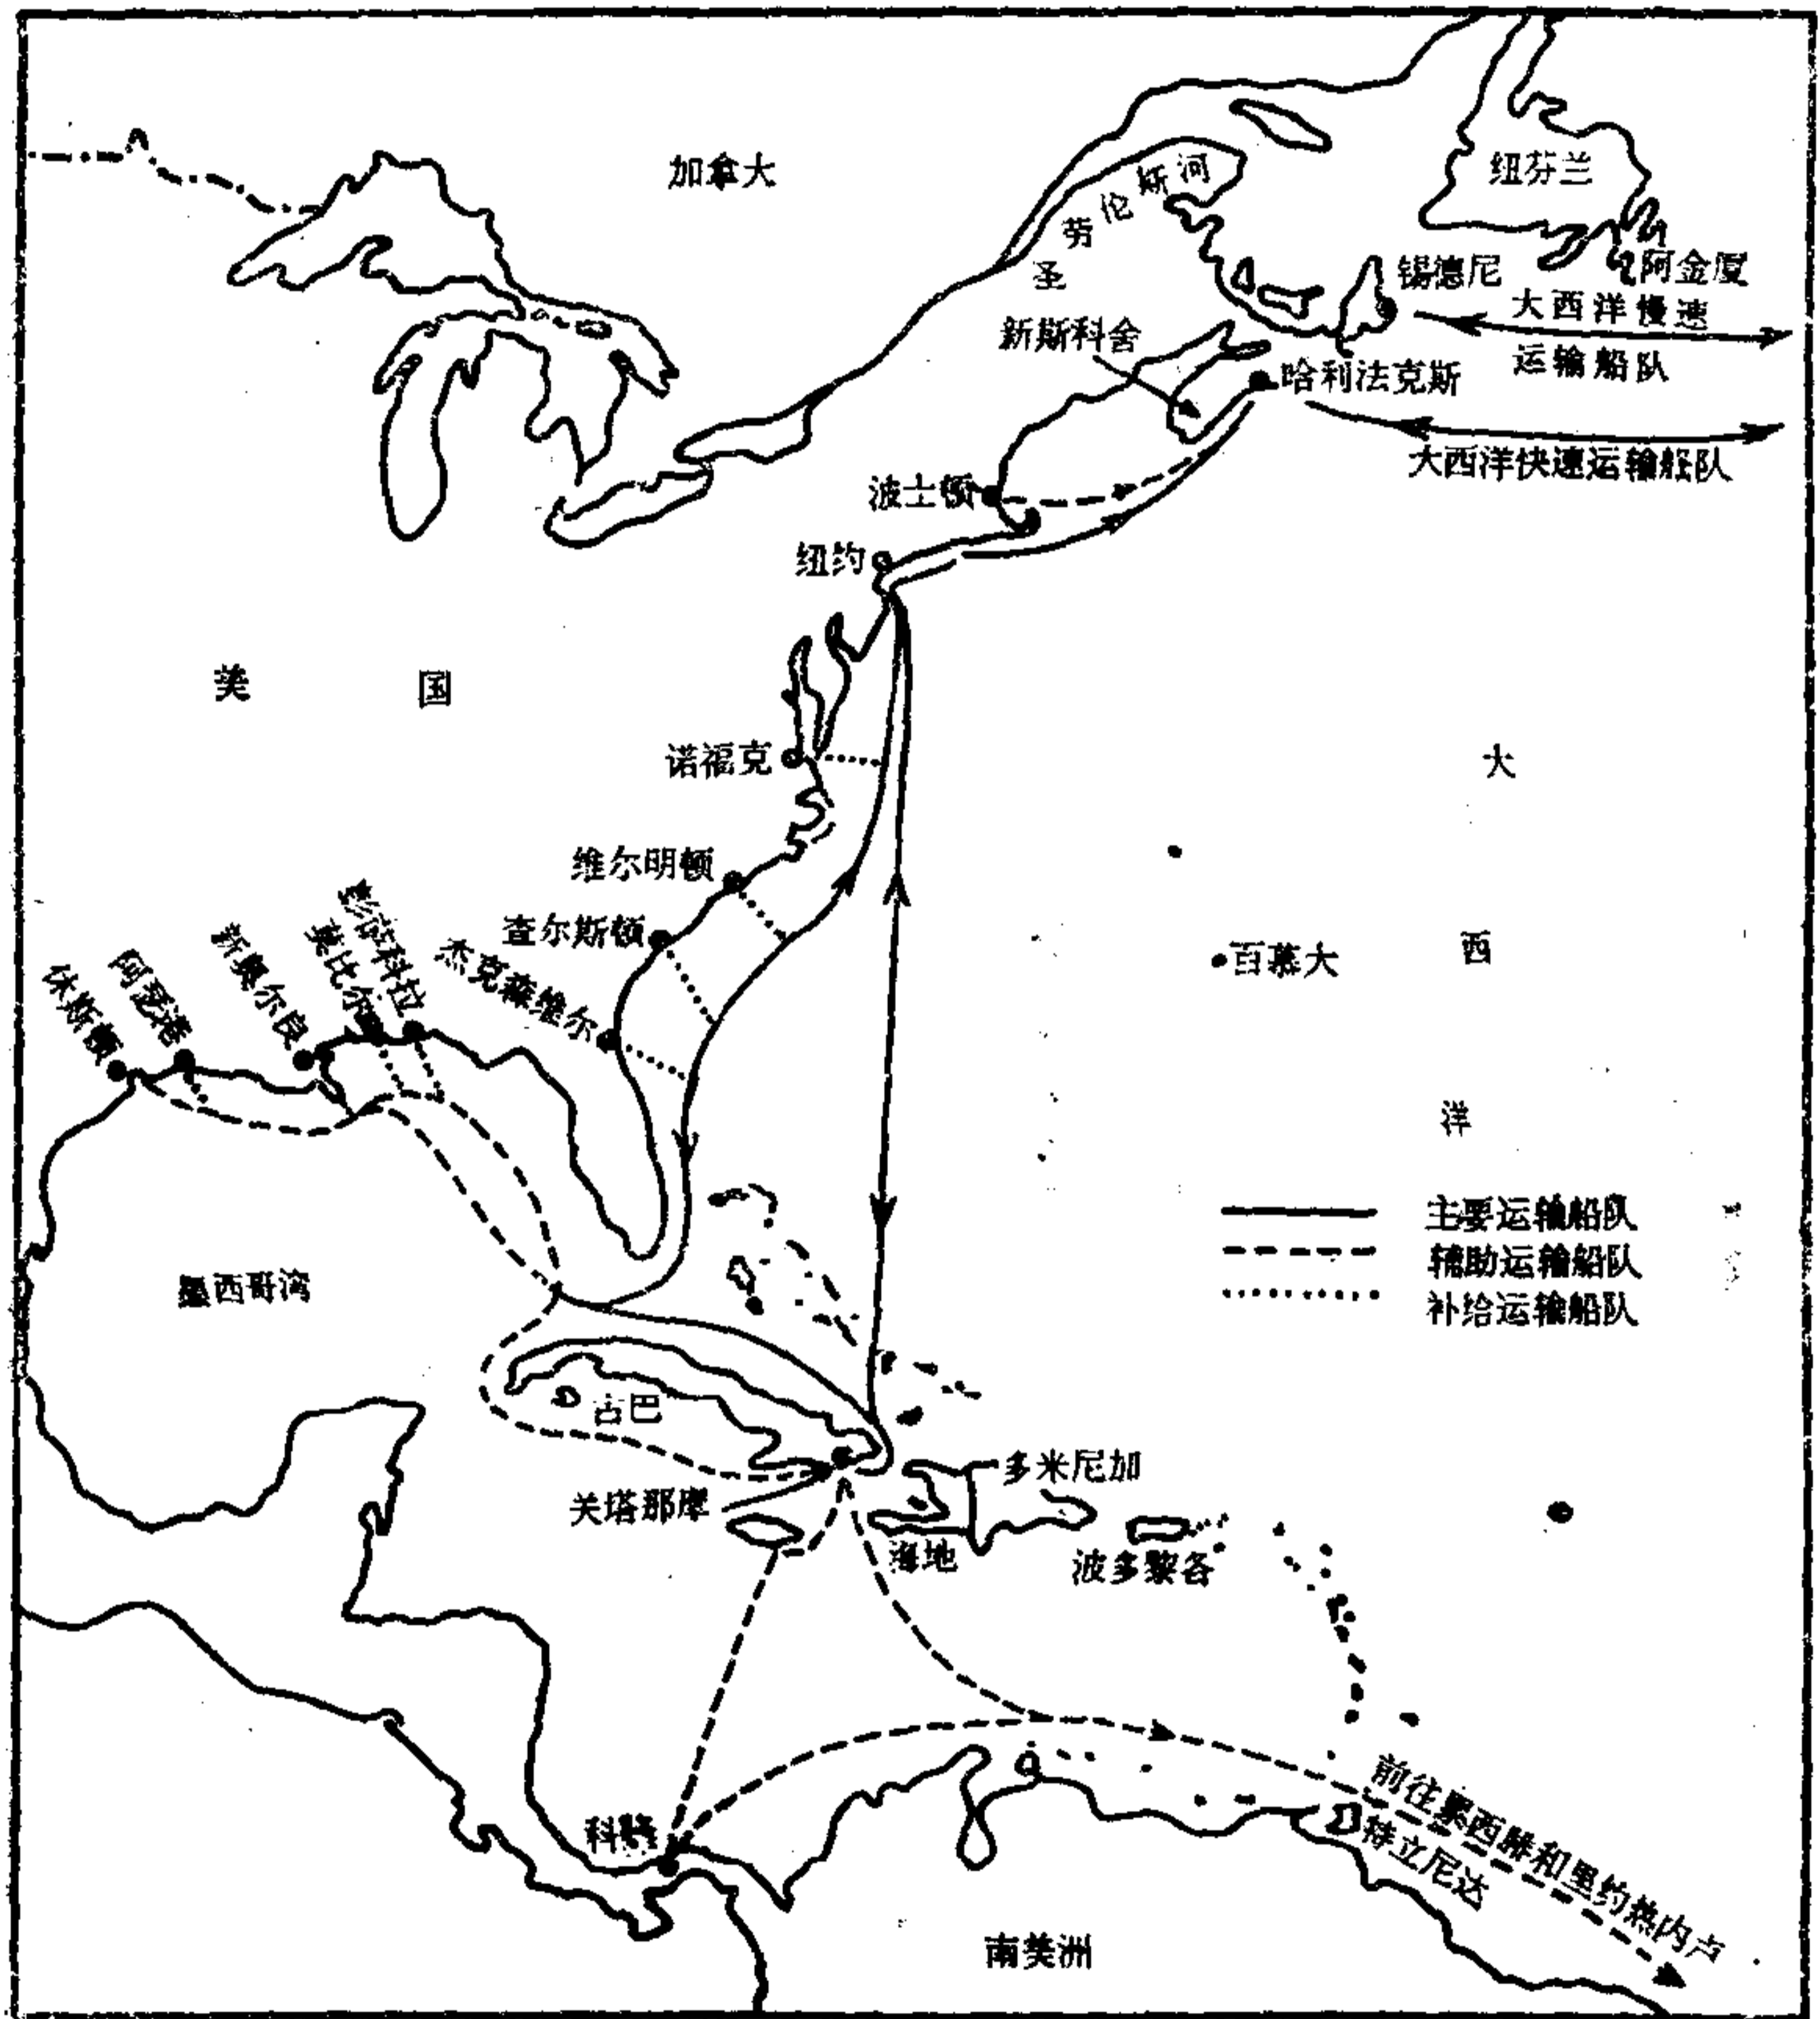 加拿大
圣劳伦斯河
纽芬兰
锡德尼
阿金厦
大西洋慢速
运输船队
新斯科舍
哈利法克斯
大西洋快速运输船队
波士顿
纽约
美国
诺福克
大西洋
维尔明顿
查尔斯顿
杰克森维尔
彭萨科拉
莫比尔
新奥尔良
阿瑟港
休斯顿
百慕大
主要运输船队
辅助运输船队
补给运输船队
墨西哥湾
古巴
关塔那摩
多米尼加
海地
波多黎各
科隆
前往累西腓和里约热内卢
特立尼达
南美洲